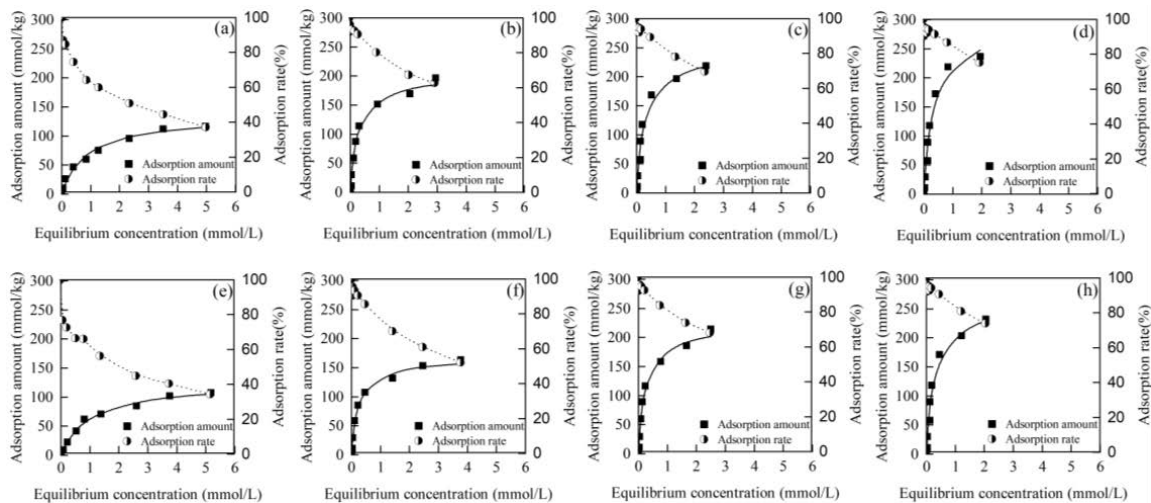 (a)
Adsorption amount (mmol/kg)
300
250
200
150
100
50
0
0 1 2 3 4 5 6
Equilibrium concentration (mmol/L)
100
80
60
40
20
0
Adsorption rate(%)
Adsorption amount
Adsorption rate
(b)
Adsorption amount (mmol/kg)
300
250
200
150
100
50
0
0 1 2 3 4 5 6
Equilibrium concentration (mmol/L)
100
80
60
40
20
0
Adsorption rate(%)
Adsorption amount
Adsorption rate
(c)
Adsorption amount (mmol/kg)
300
250
200
150
100
50
0
0 1 2 3 4 5 6
Equilibrium concentration (mmol/L)
100
80
60
40
20
0
Adsorption rate(%)
Adsorption amount
Adsorption rate
(d)
Adsorption amount (mmol/kg)
300
250
200
150
100
50
0
0 1 2 3 4 5 6
Equilibrium concentration (mmol/L)
100
80
60
40
20
0
Adsorption rate(%)
Adsorption amount
Adsorption rate
(e)
Adsorption amount (mmol/kg)
300
250
200
150
100
50
0
0 1 2 3 4 5 6
Equilibrium concentration (mmol/L)
100
80
60
40
20
0
Adsorption rate(%)
Adsorption amount
Adsorption rate
(f)
Adsorption amount (mmol/kg)
300
250
200
150
100
50
0
0 1 2 3 4 5 6
Equilibrium concentration (mmol/L)
100
80
60
40
20
0
Adsorption rate(%)
Adsorption amount
Adsorption rate
(g)
Adsorption amount (mmol/kg)
300
250
200
150
100
50
0
0 1 2 3 4 5 6
Equilibrium concentration (mmol/L)
100
80
60
40
20
0
Adsorption rate(%)
Adsorption amount
Adsorption rate
(h)
Adsorption amount (mmol/kg)
300
250
200
150
100
50
0
0 1 2 3 4 5 6
Equilibrium concentration (mmol/L)
100
80
60
40
20
0
Adsorption rate(%)
Adsorption amount
Adsorption rate